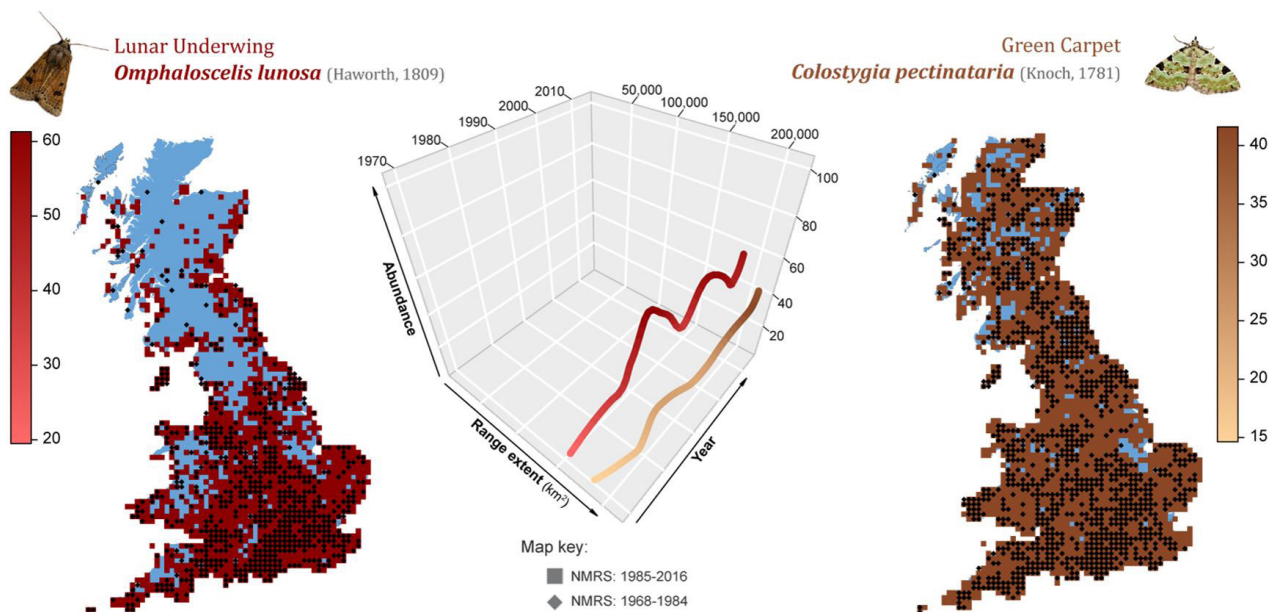 Lunar Underwing
Omphaloscelis lunosa (Haworth, 1809)
60
50
40
30
20
1970
1980
1990
2000
2010
50,000
100,000
150,000
200,000
100
80
60
40
20
Abundance
Range extent (km²)
Year
Map key:
NMRS: 1985-2016
NMRS: 1968-1984
Green Carpet
Colostygia pectinataria (Knoch, 1781)
40
35
30
25
20
15